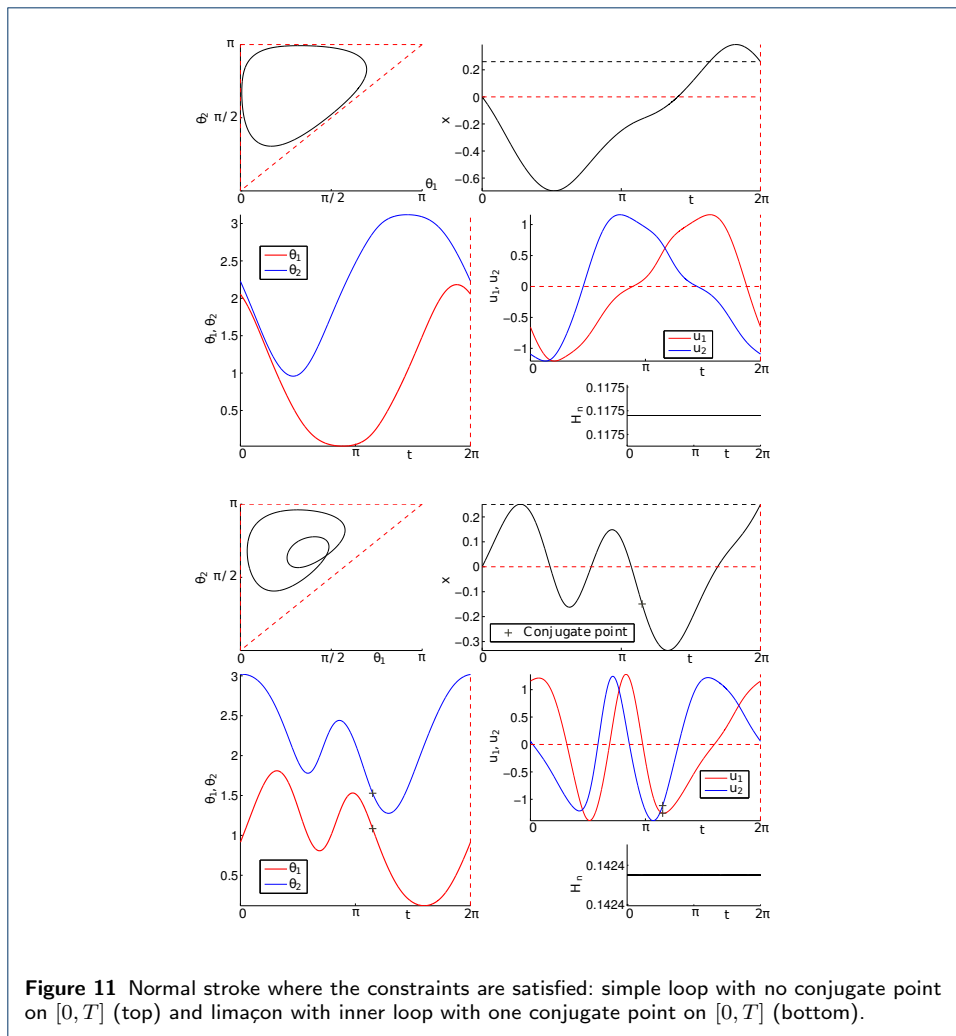 π
θ₂ π/2
0 π/2 π
θ₁
0.2
0
−0.2
−0.4
−0.6
x
0 π t 2π
3
2.5
2
1.5
1
0.5
θ₁, θ₂
θ₁
θ₂
0 π t 2π
1
0.5
0
−0.5
−1
u₁, u₂
u₁
u₂
0 π t 2π
0.1175
0.1175
0.1175
Hₙ
0 π t 2π
π
θ₂ π/2
0 π/2 θ₁ π
0.2
0.1
0
−0.1
−0.2
−0.3
x
+ Conjugate point
0 π t 2π
3
2.5
2
1.5
1
0.5
θ₁, θ₂
θ₁
θ₂
0 π t 2π
1
0.5
0
−0.5
−1
u₁, u₂
u₁
u₂
0 π t 2π
0.1424
0.1424
Hₙ
0 π t 2π
Figure 11 Normal stroke where the constraints are satisfied: simple loop with no conjugate point
on [0, T] (top) and limaçon with inner loop with one conjugate point on [0, T] (bottom).